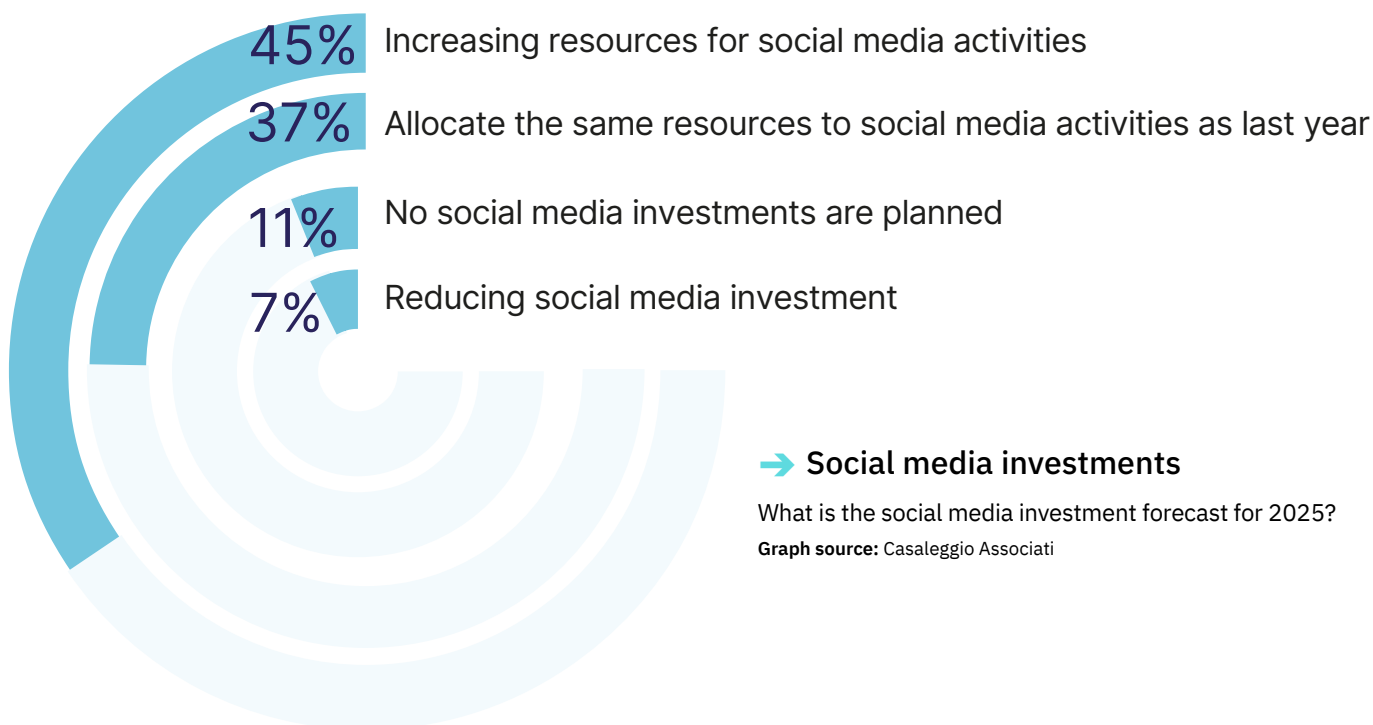 45% Increasing resources for social media activities
37% Allocate the same resources to social media activities as last year
11% No social media investments are planned
7% Reducing social media investment
➔ Social media investments
What is the social media investment forecast for 2025?
Graph source: Casaleggio Associati